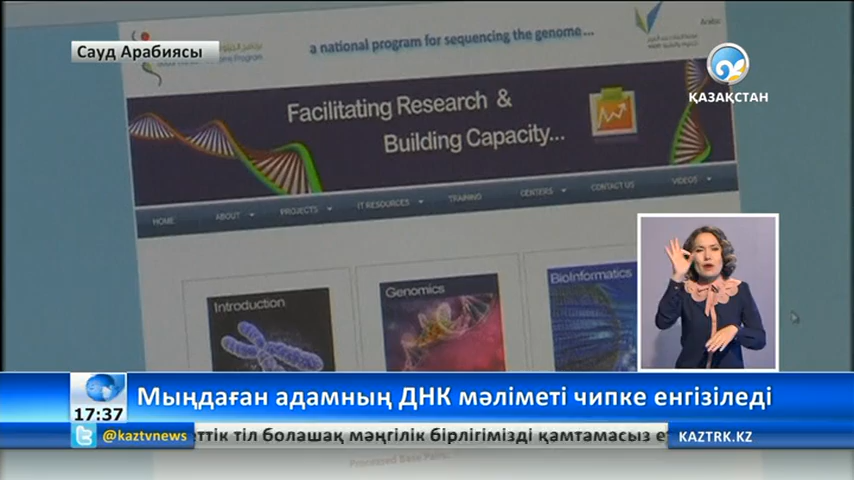 Сауд Арабиясы
a national program for sequencing the genome...
Arabic
ҚАЗАҚСТАН
Facilitating Research &
Building Capacity...
HOME
ABOUT
PROJECTS
IT RESOURCES
TRAINING
CENTERS
CONTACT US
VIDEOS
Introduction
Genomics
BioInformatics
Мыңдаған адамның ДНК мәліметі чипке енгізіледі
17:37
@kaztvnews
еттік тіл болашақ мәңгілік бірлігімізді қамтамасыз ет
KAZTRK.KZ